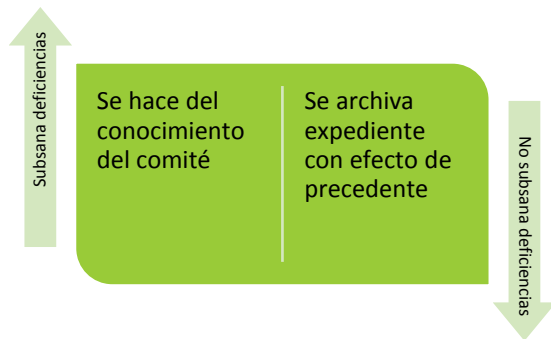 Subsana deficiencias
Se hace del
conocimiento
del comité
Se archiva
expediente
con efecto de
precedente
No subsana deficiencias